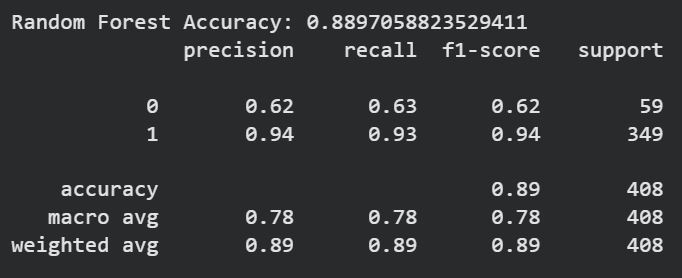 Random Forest Accuracy: 0.8897058823529411
precision recall f1-score support
0 0.62 0.63 0.62 59
1 0.94 0.93 0.94 349
accuracy 0.89 408
macro avg 0.78 0.78 0.78 408
weighted avg 0.89 0.89 0.89 408